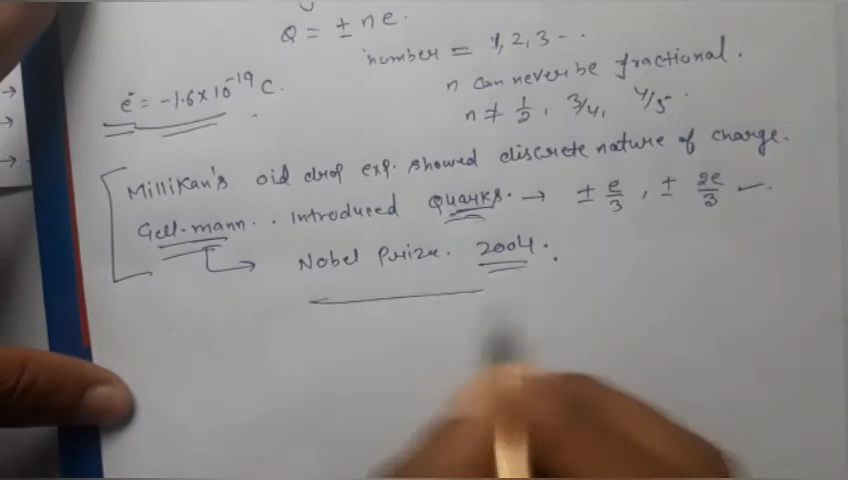 Q = ± ne.
number = 1, 2, 3 - - .
e⁻ = -1.6×10⁻¹⁹ C.
n can never be fractional.
n ≠ 1/2, 3/4, 4/5 .
Millikan's oid drop exp. showed discrete nature of charge.
Gell-mann . . Introduced Quarks. → ± e/3 , ± 2e/3
Nobel Prize. 2004.